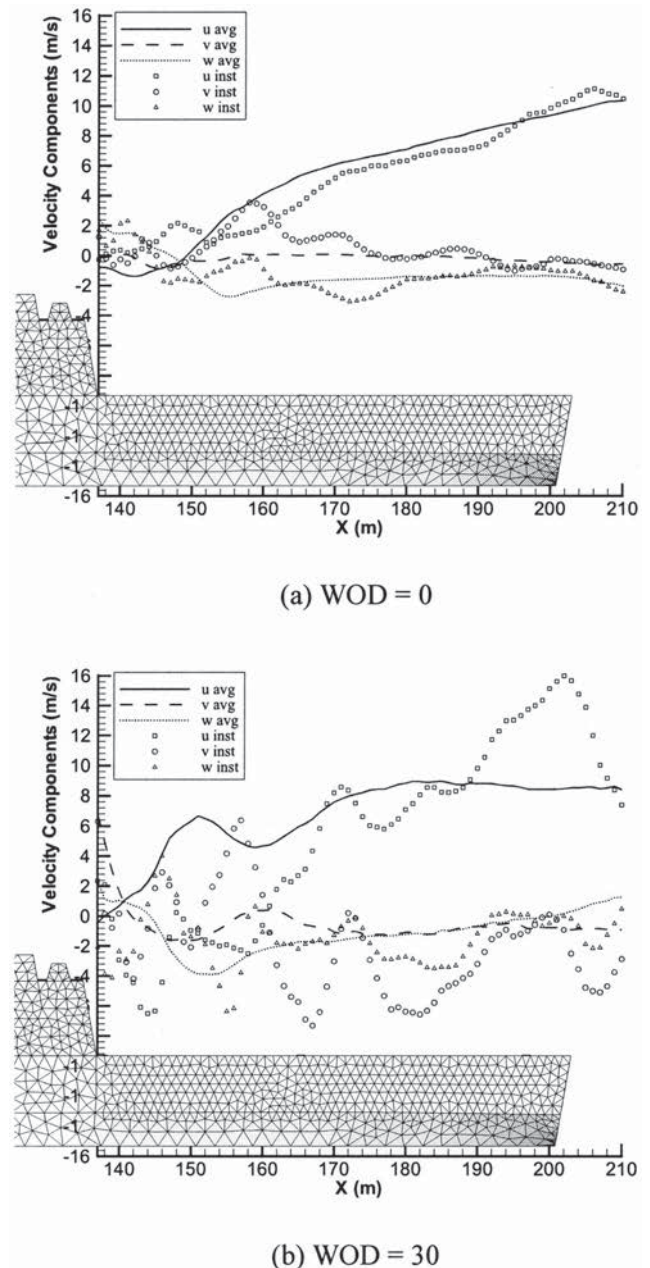 16
14
12
10
8
6
4
2
0
-2
-4
-1
-1
-1
-16
Velocity Components (m/s)
u avg
v avg
w avg
u inst
v inst
w inst
140 150 160 170 180 190 200 210
X (m)
(a) WOD = 0
16
14
12
10
8
6
4
2
0
-2
-4
-1
-1
-1
-16
Velocity Components (m/s)
u avg
v avg
w avg
u inst
v inst
w inst
140 150 160 170 180 190 200 210
X (m)
(b) WOD = 30